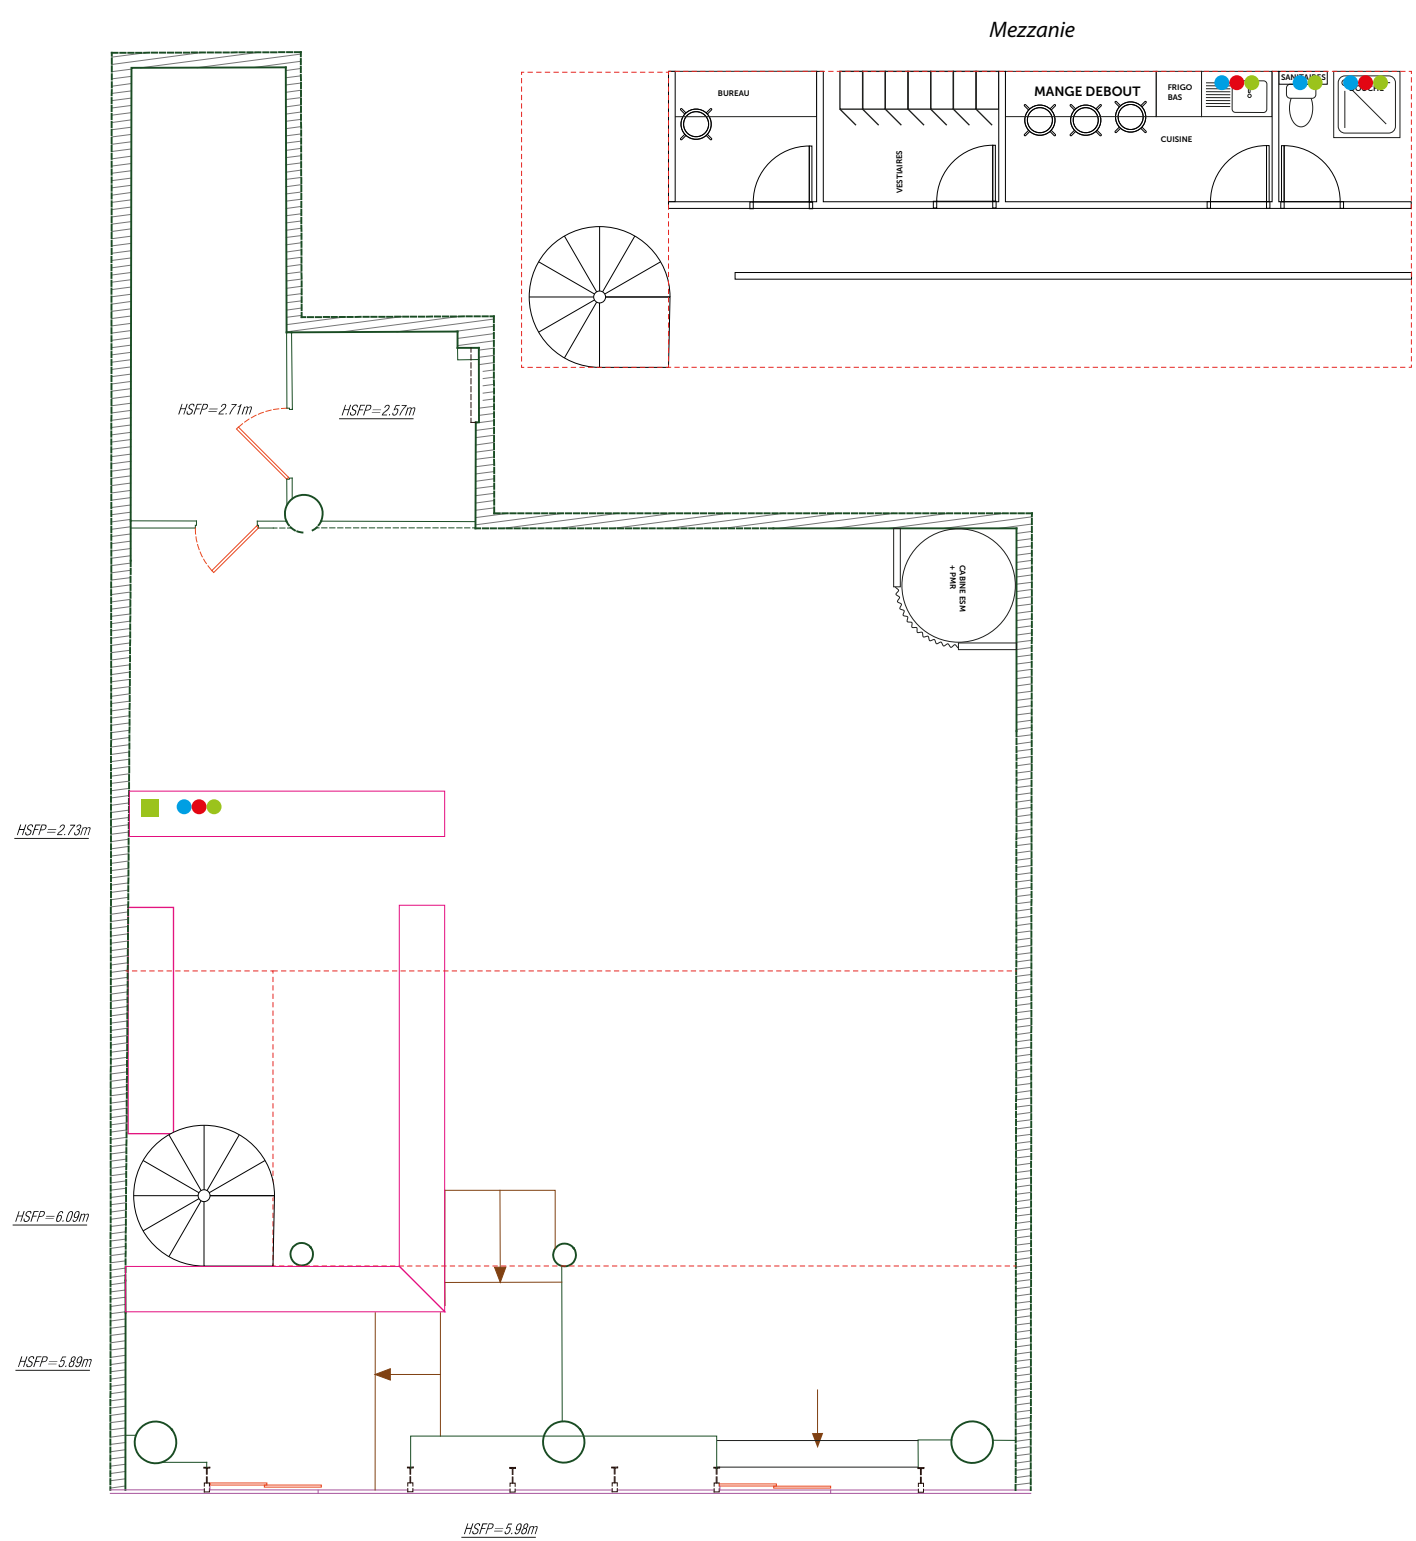 Mezzanie
BUREAU
VESTIAIRES
MANGE DEBOUT
FRIGO
BAS
CUISINE
SANITAIRES
HSFP=2.71m
HSFP=2.57m
CABINE ESM
+ PMR
HSFP=2.73m
HSFP=6.09m
HSFP=5.89m
HSFP=5.98m